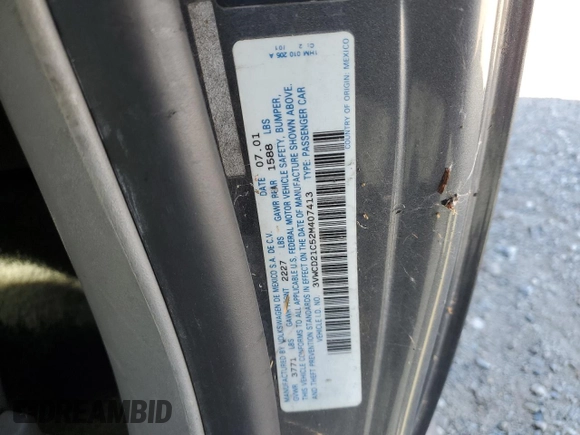 MANUFACTURED BY VOLKSWAGEN DE MEXICO S.A. DE C.V. DATE 07.01
GVWR 3771 LBS GAWR FRONT 2227 LBS GAWR REAR 1588 LBS
THIS VEHICLE CONFORMS TO ALL APPLICABLE U.S. FEDERAL MOTOR VEHICLE SAFETY, BUMPER,
AND THEFT PREVENTION STANDARDS IN EFFECT ON THE DATE OF MANUFACTURE SHOWN ABOVE.
VEHICLE I.D. NO. 3VWCD21C52M407413 TYPE: PASSENGER CAR
COUNTRY OF ORIGIN: MEXICO
DREAMBID